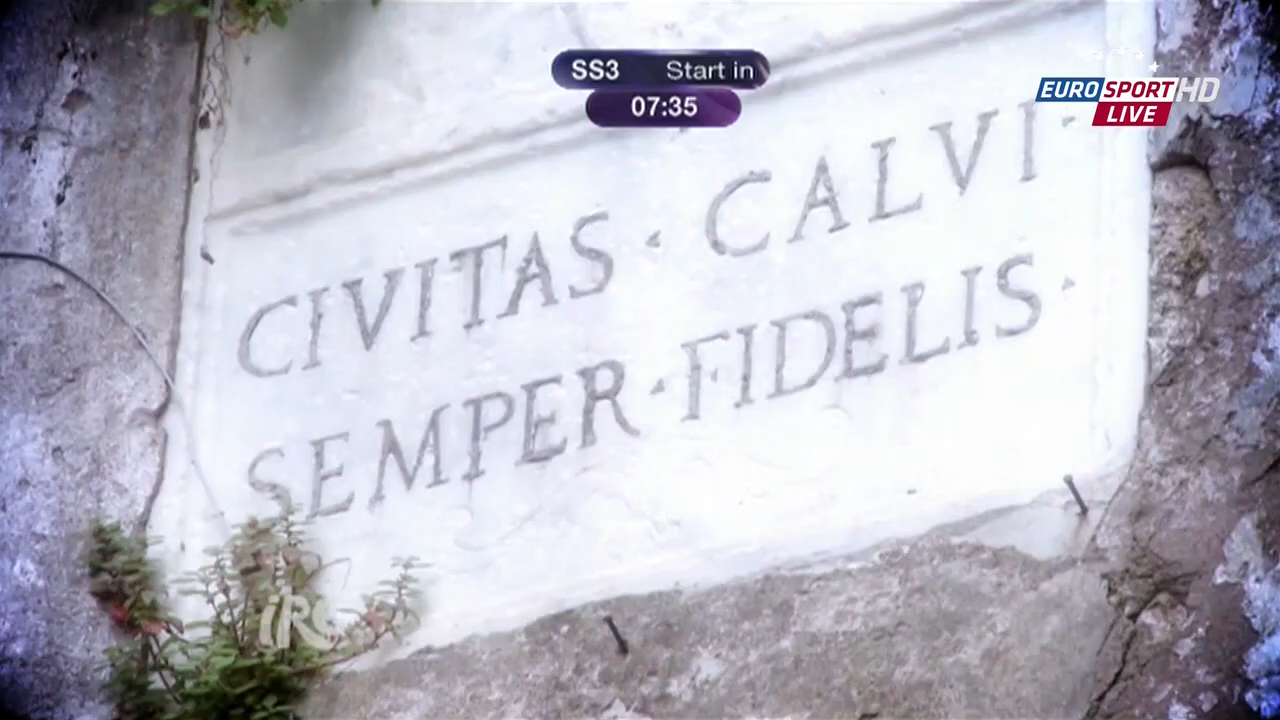 SS3 Start in
07:35
EUROSPORT HD
LIVE
CIVITAS · CALVI ·
SEMPER · FIDELIS ·
iRC